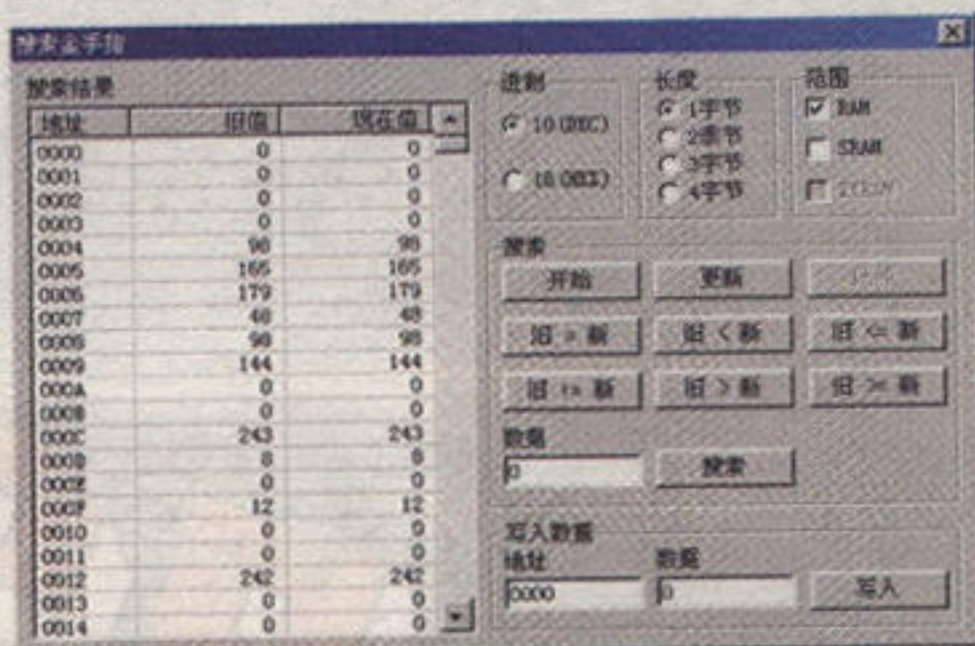 搜索金手指
搜索结果
地址 旧值 现在值
0000 0 0
0001 0 0
0002 0 0
0003 0 0
0004 98 98
0005 165 165
0006 179 179
0007 48 48
0008 98 98
0009 144 144
000A 0 0
000B 0 0
000C 243 243
000D 8 8
000E 0 0
000F 12 12
0010 0 0
0011 0 0
0012 242 242
0013 0 0
0014 0 0
进制
10(DEC)
16(HEX)
长度
1字节
2字节
3字节
4字节
范围
RAM
SRAM
搜索
开始 更新
旧 = 新 旧 < 新 旧 <= 新
旧 != 新 旧 > 新 旧 >= 新
数据
0 搜索
写入数据
地址 数据
0000 0 写入